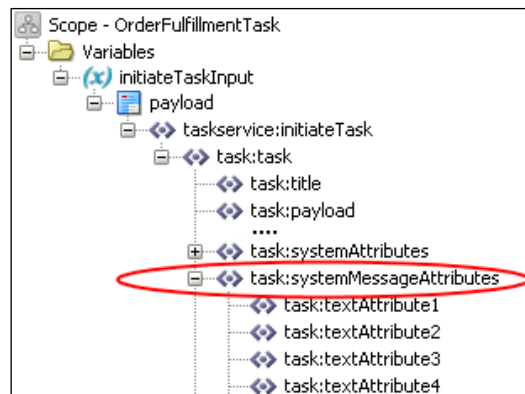 Scope - OrderFulfillmentTask
Variables
initiateTaskInput
payload
taskservice:initiateTask
task:task
task:title
task:payload
....
task:systemAttributes
task:systemMessageAttributes
task:textAttribute1
task:textAttribute2
task:textAttribute3
task:textAttribute4